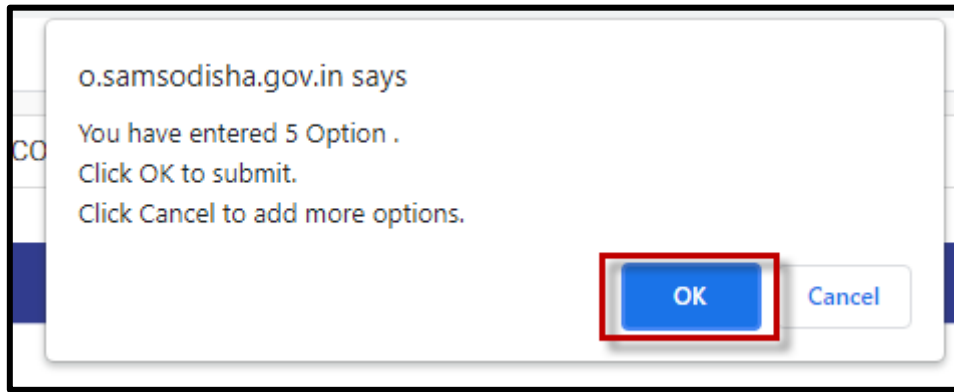 o.samsodisha.gov.in says
You have entered 5 Option .
CO
Click OK to submit.
Click Cancel to add more options.
OK Cancel